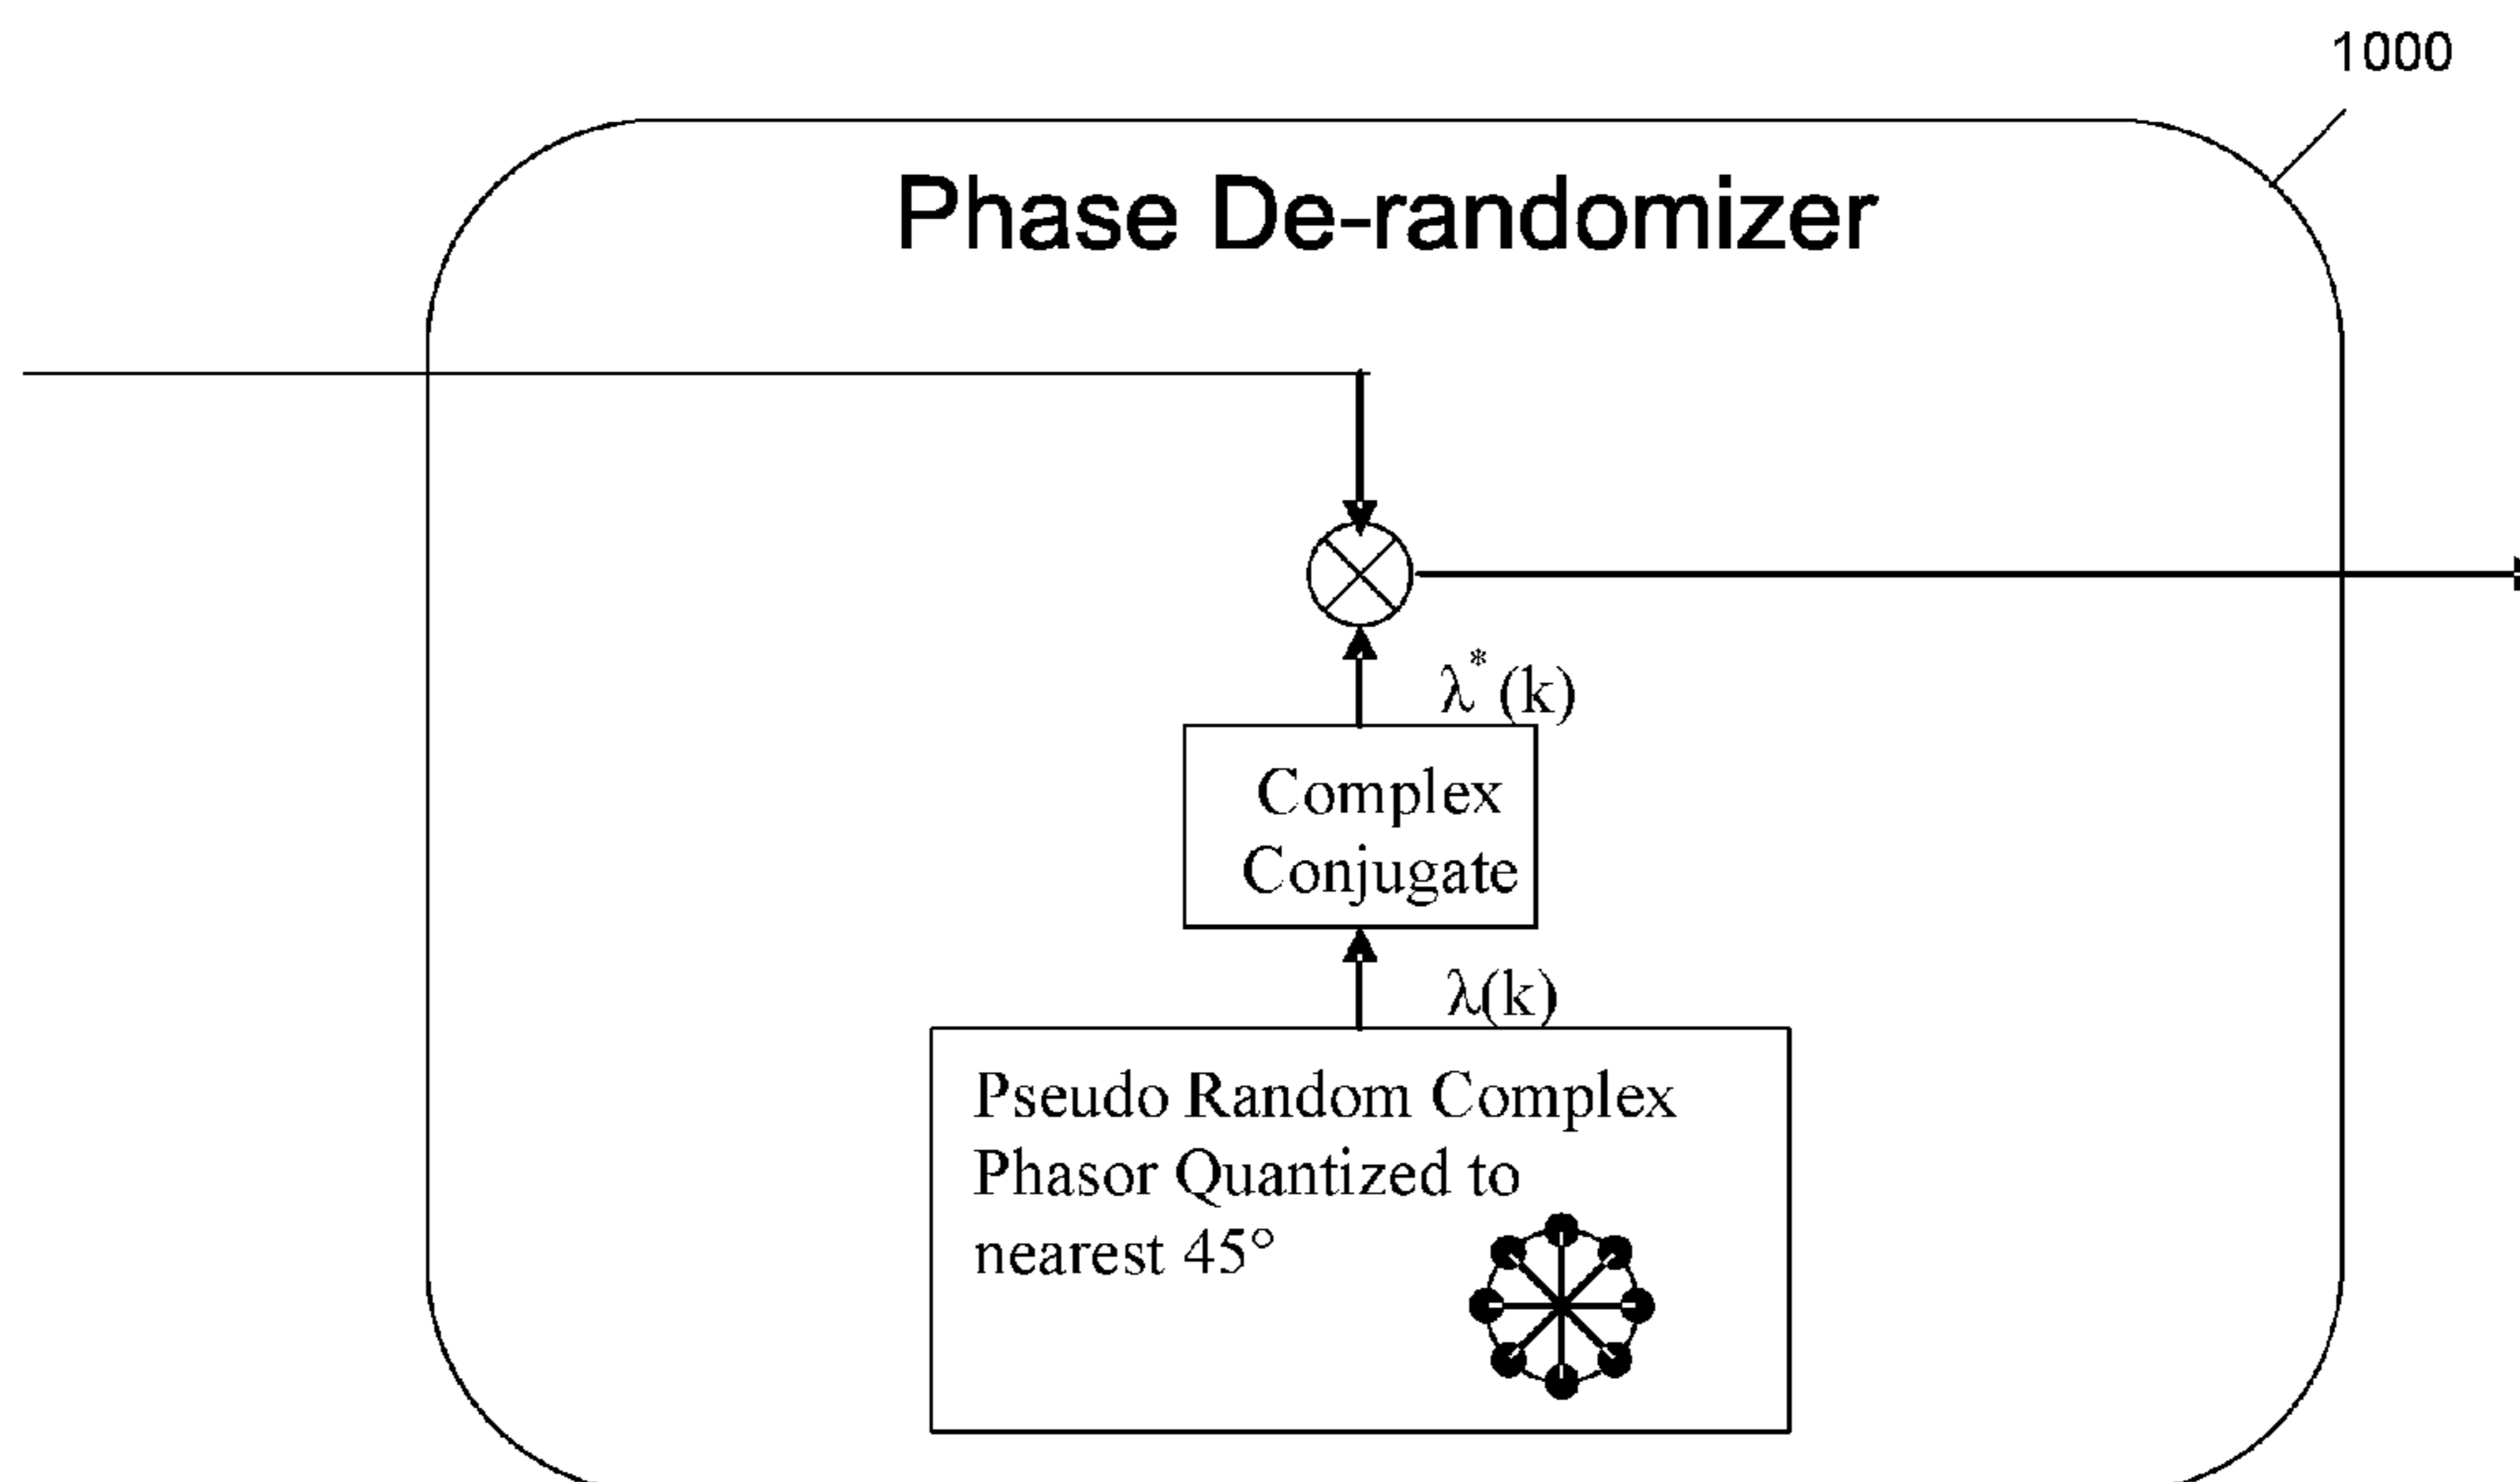 1000
Phase De-randomizer
λ*(k)
Complex
Conjugate
λ(k)
Pseudo Random Complex
Phasor Quantized to
nearest 45°